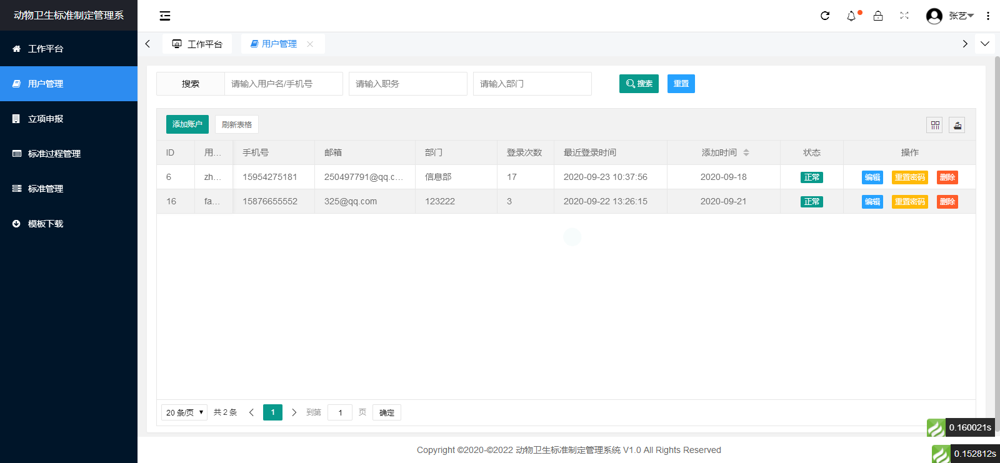 动物卫生标准制定管理系
张艺
工作平台
用户管理
立项申报
标准过程管理
标准管理
模板下载
工作平台
用户管理
搜索
请输入用户名/手机号
请输入职务
请输入部门
搜索
重置
添加账户
刷新表格
ID 用... 手机号 邮箱 部门 登录次数 最近登录时间 添加时间 状态 操作
6 zh... 15954275181 250497791@qq.c... 信息部 17 2020-09-23 10:37:56 2020-09-18 正常 编辑 重置密码 删除
16 fa... 15876655552 325@qq.com 123222 3 2020-09-22 13:26:15 2020-09-21 正常 编辑 重置密码 删除
20 条/页 共 2 条 1 到第 1 页 确定
0.160021s
Copyright ©2020-©2022 动物卫生标准制定管理系统 V1.0 All Rights Reserved
0.152812s